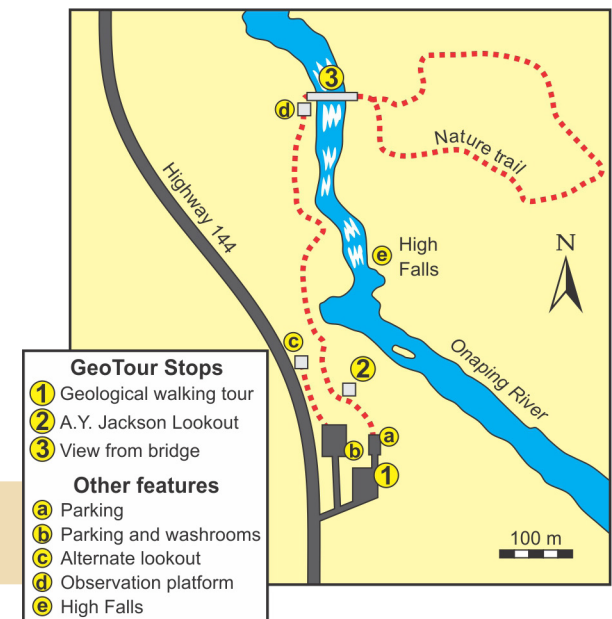 3
d
Nature trail
Highway 144
e
High
Falls
N
c
2
Onaping River
a
b
1
100 m
GeoTour Stops
1 Geological walking tour
2 A.Y. Jackson Lookout
3 View from bridge
Other features
a Parking
b Parking and washrooms
c Alternate lookout
d Observation platform
e High Falls